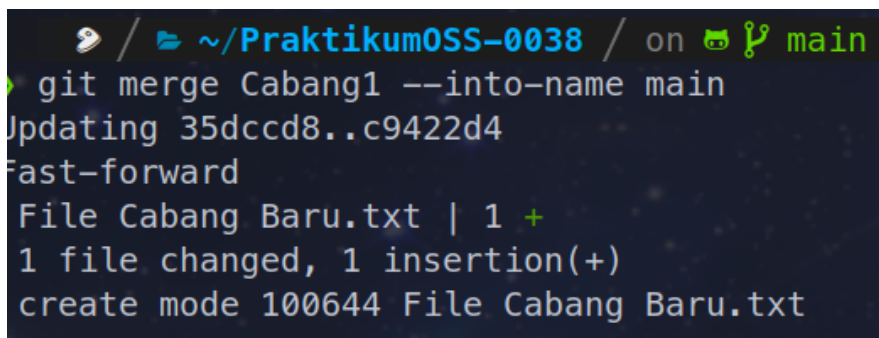 / ~/PraktikumOSS-0038 / on main
git merge Cabang1 --into-name main
Updating 35dccd8..c9422d4
Fast-forward
File Cabang Baru.txt | 1 +
1 file changed, 1 insertion(+)
create mode 100644 File Cabang Baru.txt